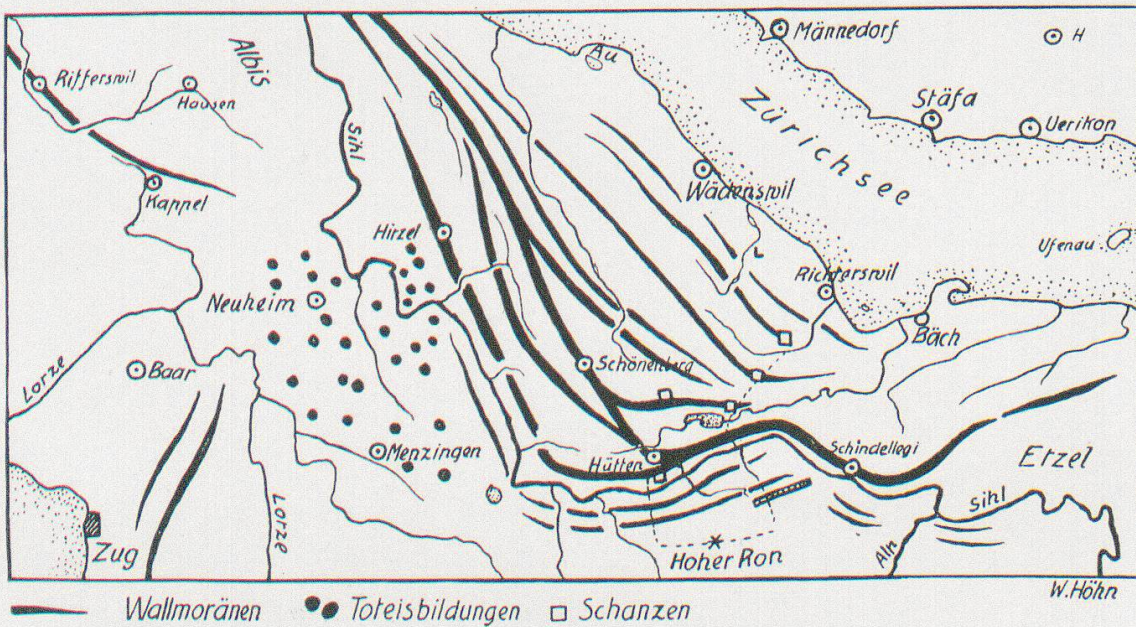 Männedorf
H
Albis
Au
Rifferswil
Hausen
Stäfa
Uerikon
Sihl
Zürichsee
Wädenswil
Kappel
Hirzel
Ufenau
Richterswil
Neuheim
Bäch
Schönenberg
Lorze
Baar
Menzingen
Hütten
Schindellegi
Etzel
Sihl
Lorze
Zug
Hoher Ron
Aln
W. Höhn
Wallmoränen Toteisbildungen Schanzen